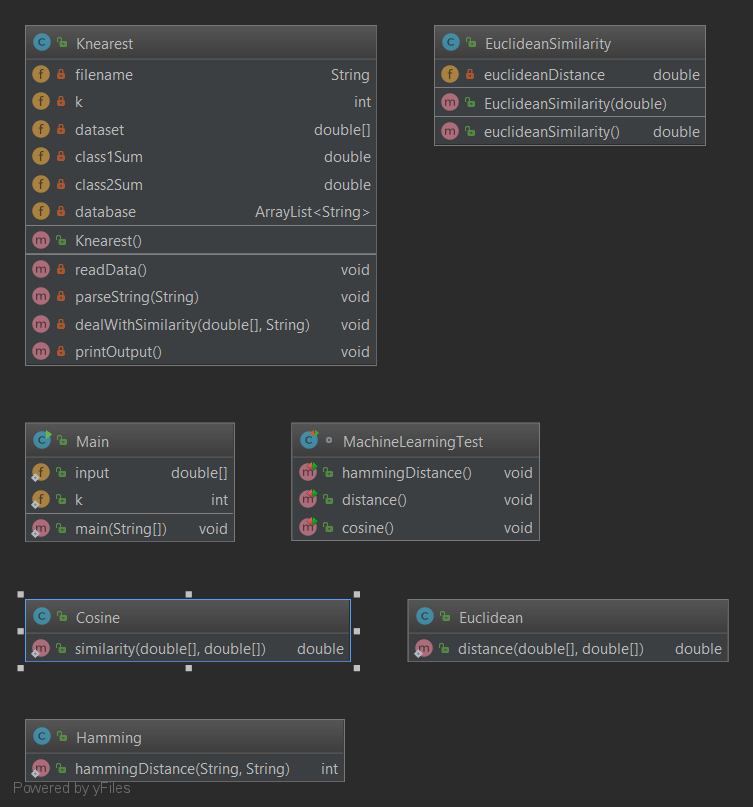 Knearest
filename String
k int
dataset double[]
class1Sum double
class2Sum double
database ArrayList<String>
Knearest()
readData() void
parseString(String) void
dealWithSimilarity(double[], String) void
printOutput() void
EuclideanSimilarity
euclideanDistance double
EuclideanSimilarity(double)
euclideanSimilarity() double
Main
input double[]
k int
main(String[]) void
MachineLearningTest
hammingDistance() void
distance() void
cosine() void
Cosine
similarity(double[], double[]) double
Euclidean
distance(double[], double[]) double
Hamming
hammingDistance(String, String) int
Powered by yFiles